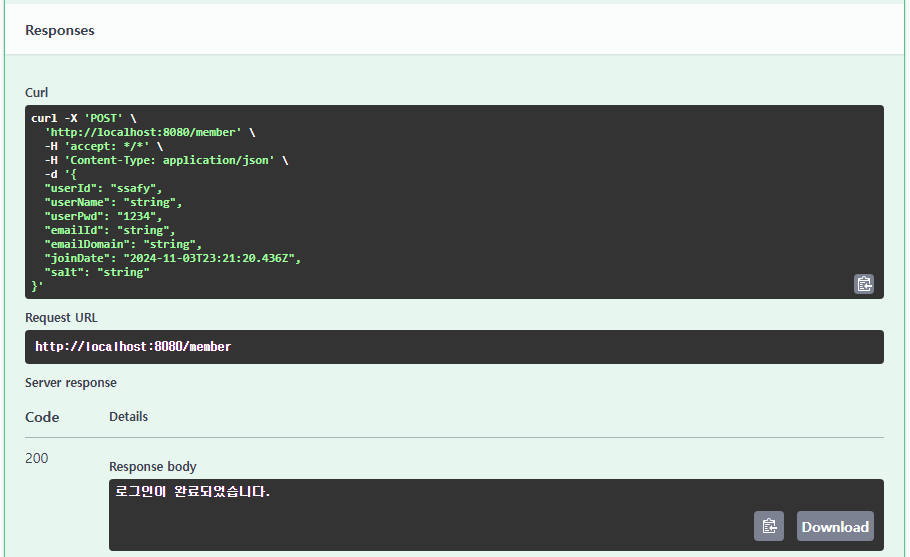 Responses
Curl
curl -X 'POST' \
'http://localhost:8080/member' \
-H 'accept: */*' \
-H 'Content-Type: application/json' \
-d '{
"userId": "ssafy",
"userName": "string",
"userPwd": "1234",
"emailId": "string",
"emailDomain": "string",
"joinDate": "2024-11-03T23:21:20.436Z",
"salt": "string"
}'
Request URL
http://localhost:8080/member
Server response
Code Details
200
Response body
로그인이 완료되었습니다.
Download